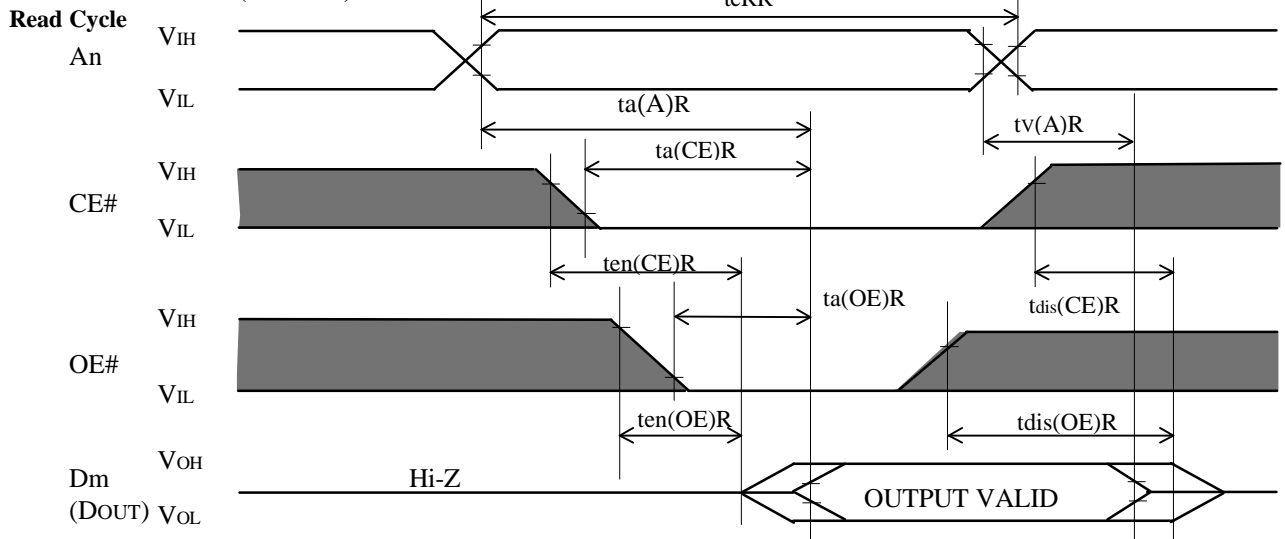 Read Cycle
tcRR
VIH
An
VIL
ta(A)R
tv(A)R
ta(CE)R
VIH
CE#
VIL
ten(CE)R
ta(OE)R
tdis(CE)R
VIH
OE#
VIL
ten(OE)R
tdis(OE)R
VOH
Dm
Hi-Z
OUTPUT VALID
(DOUT)
VOL